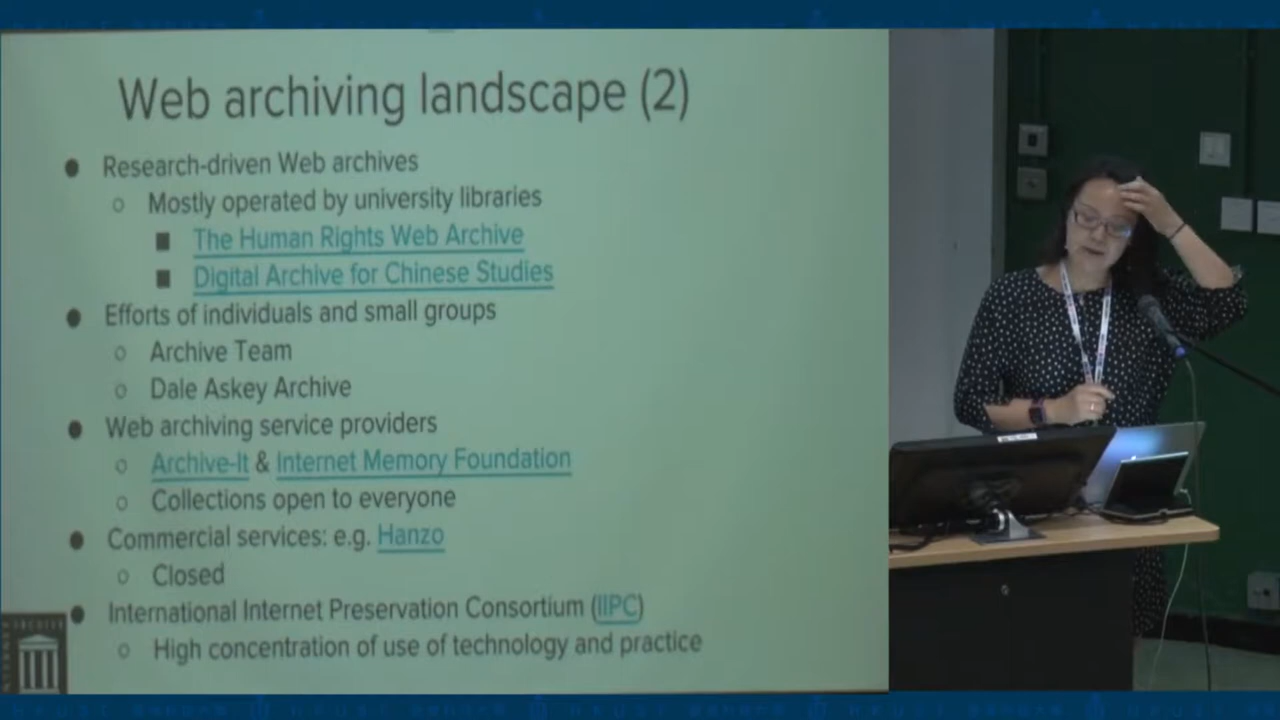 Web archiving landscape (2)
● Research-driven Web archives
○ Mostly operated by university libraries
■ The Human Rights Web Archive
■ Digital Archive for Chinese Studies
● Efforts of individuals and small groups
○ Archive Team
○ Dale Askey Archive
● Web archiving service providers
○ Archive-It & Internet Memory Foundation
○ Collections open to everyone
● Commercial services: e.g. Hanzo
○ Closed
● International Internet Preservation Consortium (IIPC)
○ High concentration of use of technology and practice